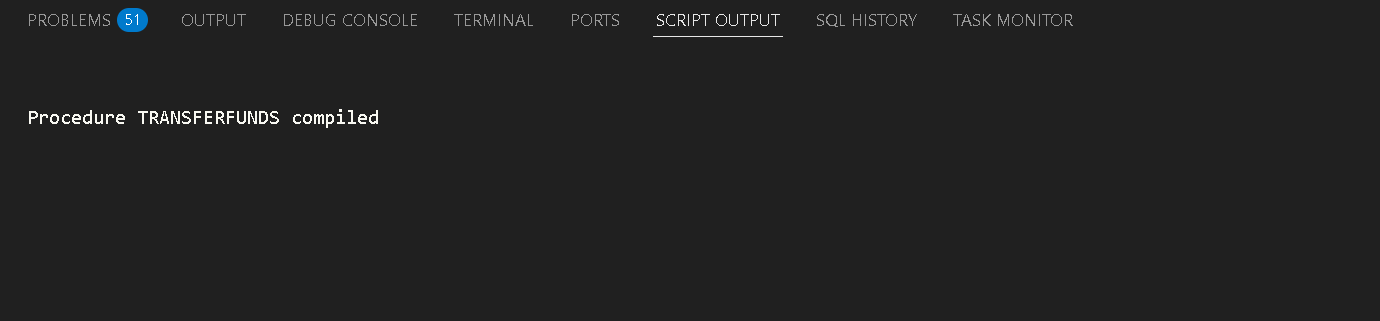 PROBLEMS 51 OUTPUT DEBUG CONSOLE TERMINAL PORTS SCRIPT OUTPUT SQL HISTORY TASK MONITOR
Procedure TRANSFERFUNDS compiled